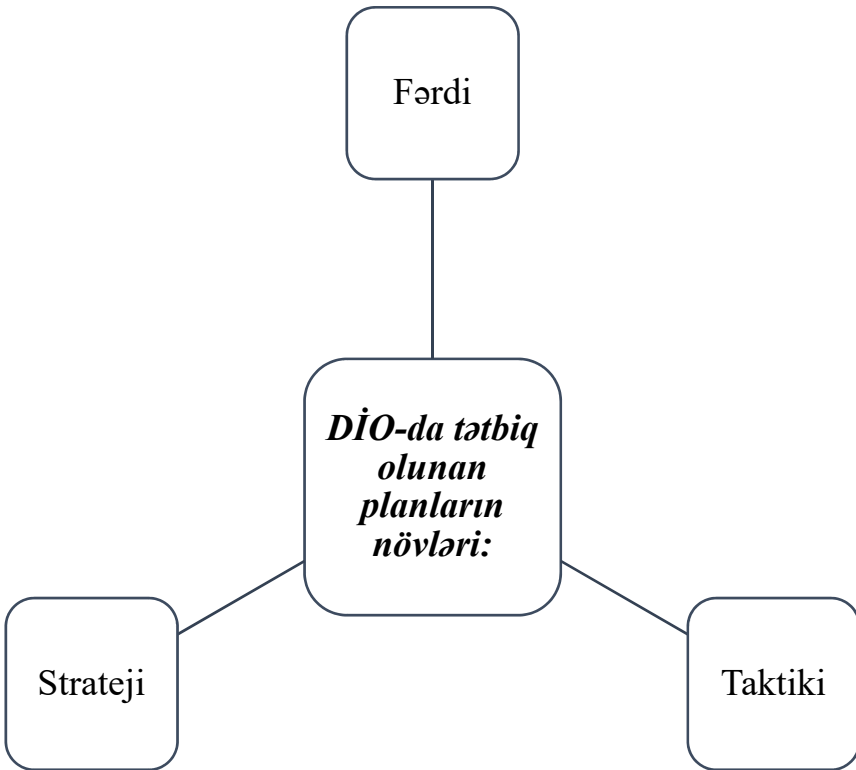 Fərdi
DİO-da tətbiq
olunan
planların
növləri:
Strateji
Taktiki